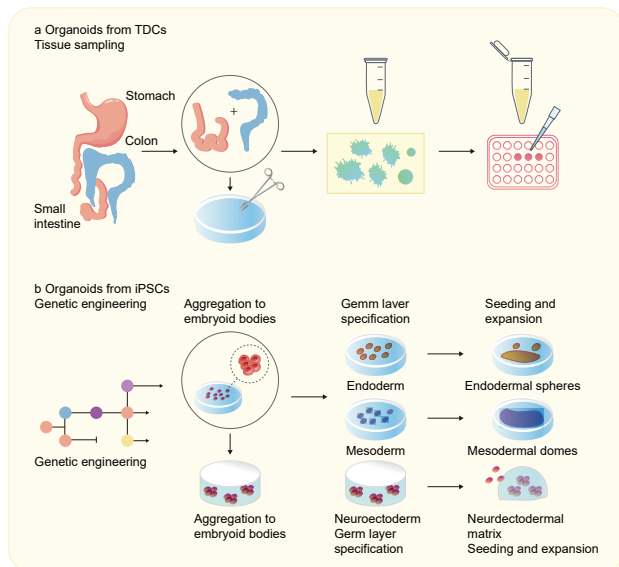 a Organoids from TDCs
Tissue sampling
Stomach
Colon
Small
intestine
+
b Organoids from iPSCs
Genetic engineering
Aggregation to
embryoid bodies
Gemm layer
specification
Seeding and
expansion
Endoderm
Endodermal spheres
Mesoderm
Mesodermal domes
Genetic engineering
Aggregation to
embryoid bodies
Neuroectoderm
Germ layer
specification
Neurdectodermal
matrix
Seeding and expansion